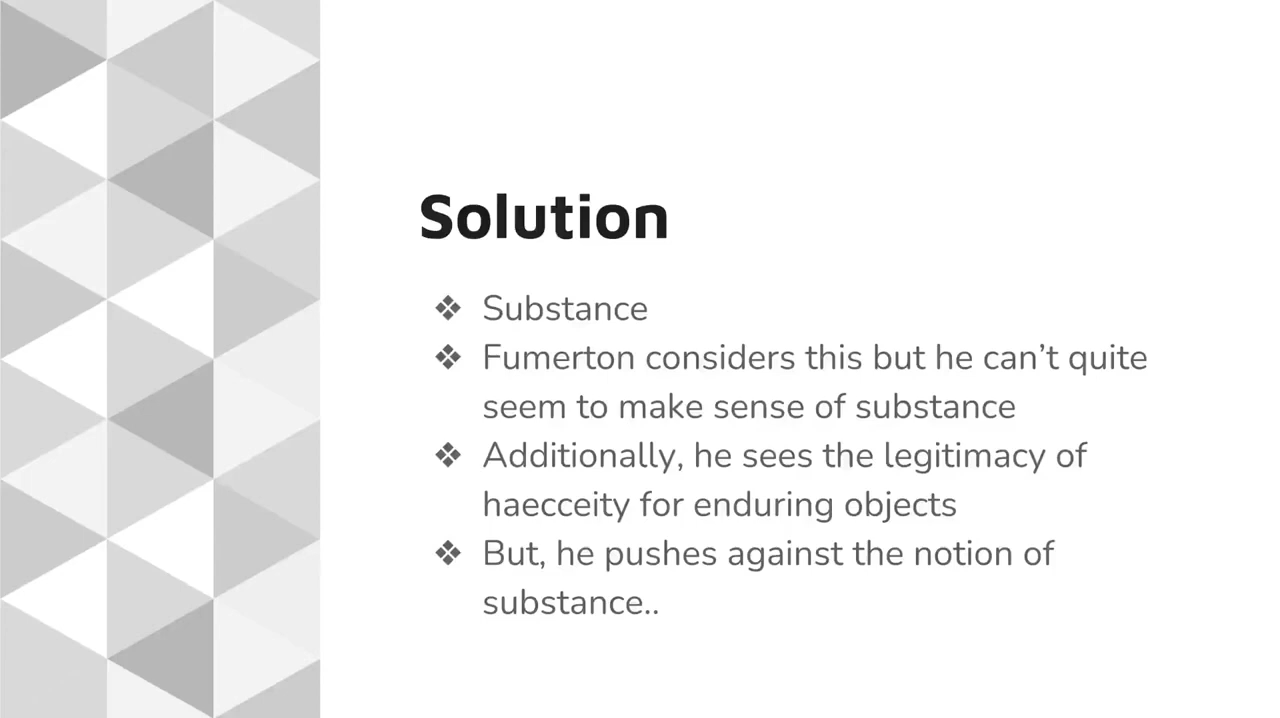 Solution
❖ Substance
❖ Fumerton considers this but he can’t quite
seem to make sense of substance
❖ Additionally, he sees the legitimacy of
haecceity for enduring objects
❖ But, he pushes against the notion of
substance..